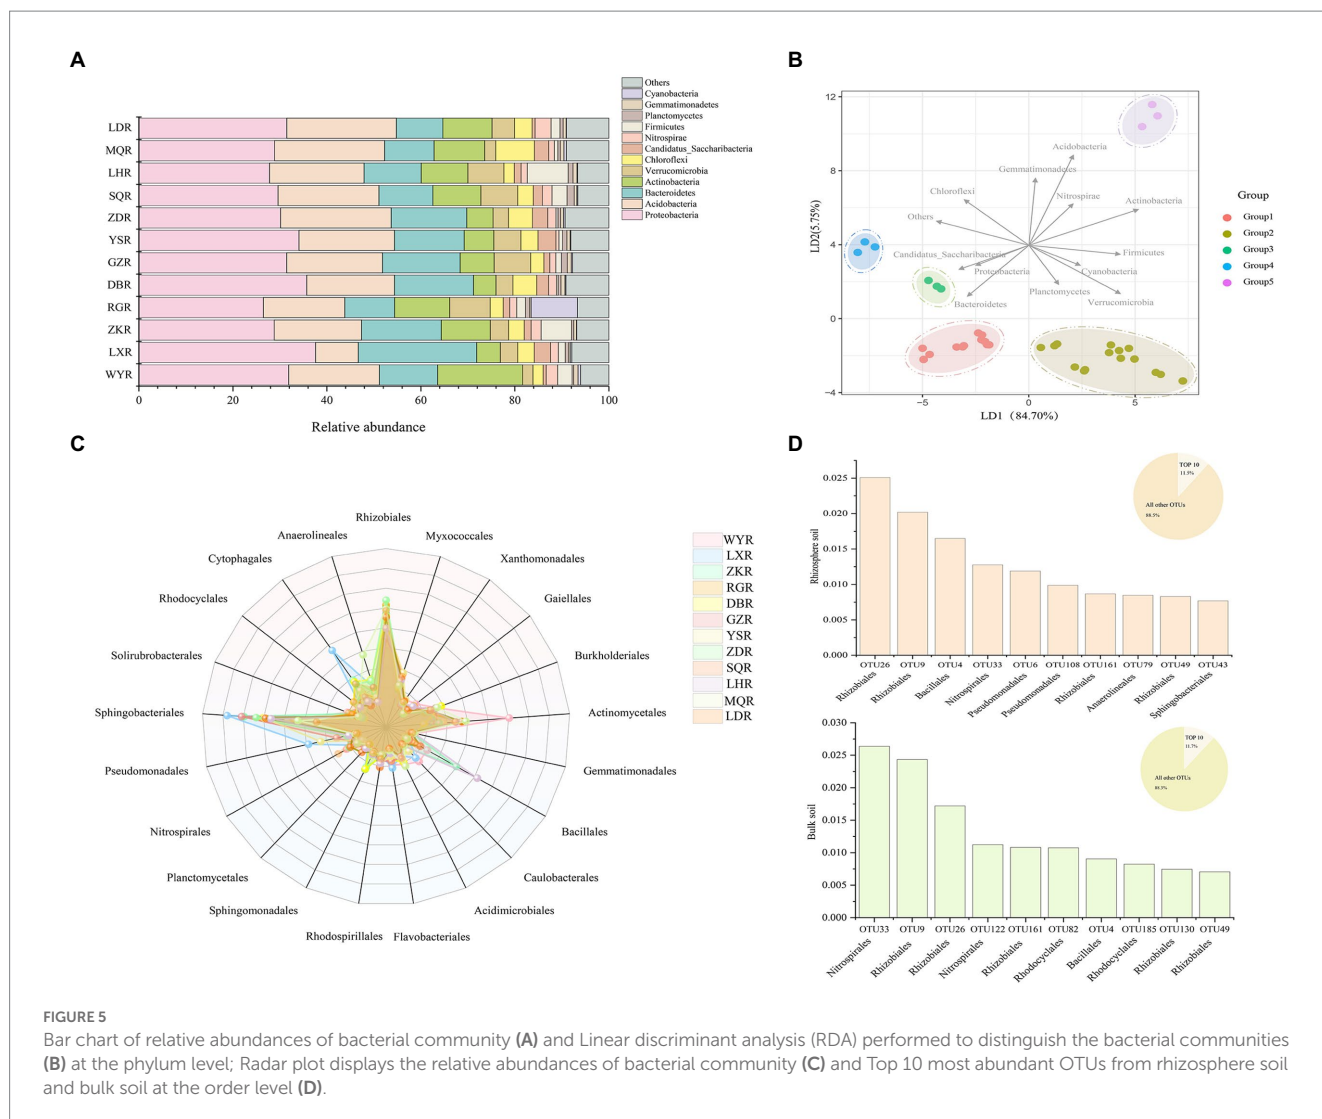 A
Others
Cyanobacteria
Gemmatimonadetes
Planctomycetes
Firmicutes
Nitrospirae
Candidatus_Saccharibacteria
Chloroflexi
Verrucomicrobia
Actinobacteria
Bacteroidetes
Acidobacteria
Proteobacteria
LDR
MQR
LHR
SQR
ZDR
YSR
GZR
DBR
RGR
ZKR
LXR
WYR
0 20 40 60 80 100
Relative abundance
B
12
8
4
0
−4
LD2(5.75%)
Acidobacteria
Gemmatimonadetes
Chloroflexi
Nitrospirae
Actinobacteria
Others
Candidatus_Saccharibacteria
Firmicutes
Proteobacteria
Cyanobacteria
Bacteroidetes
Planctomycetes
Verrucomicrobia
−5 0 5
LD1 (84.70%)
Group
Group1
Group2
Group3
Group4
Group5
C
Rhizobiales
Myxococcales
Xanthomonadales
Gaiellales
Burkholderiales
Actinomycetales
Gemmatimonadales
Bacillales
Caulobacterales
Acidimicrobiales
Flavobacteriales
Rhodospirillales
Sphingomonadales
Planctomycetales
Nitrospirales
Pseudomonadales
Sphingobacteriales
Solirubrobacterales
Rhodocyclales
Cytophagales
Anaerolineales
WYR
LXR
ZKR
RGR
DBR
GZR
YSR
ZDR
SQR
LHR
MQR
LDR
D
0.025
0.020
0.015
0.010
0.005
0.000
Rhizosphere soil
TOP 10
11.5%
All other OTUs
88.5%
OTU26 OTU9 OTU4 OTU33 OTU6 OTU108 OTU161 OTU79 OTU49 OTU43
Rhizobiales Rhizobiales Bacillales Nitrospirales Pseudomonadales Pseudomonadales Rhizobiales Anaerolineales Rhizobiales Sphingobacteriales
0.030
0.025
0.020
0.015
0.010
0.005
0.000
Bulk soil
TOP 10
11.7%
All other OTUs
OTU33 OTU9 OTU26 OTU122 OTU161 OTU82 OTU4 OTU185 OTU130 OTU49
Nitrospirales Rhizobiales Rhizobiales Nitrospirales Rhizobiales Rhodocyclales Bacillales Rhodocyclales Rhizobiales Rhizobiales
FIGURE 5
Bar chart of relative abundances of bacterial community (A) and Linear discriminant analysis (RDA) performed to distinguish the bacterial communities
(B) at the phylum level; Radar plot displays the relative abundances of bacterial community (C) and Top 10 most abundant OTUs from rhizosphere soil
and bulk soil at the order level (D).